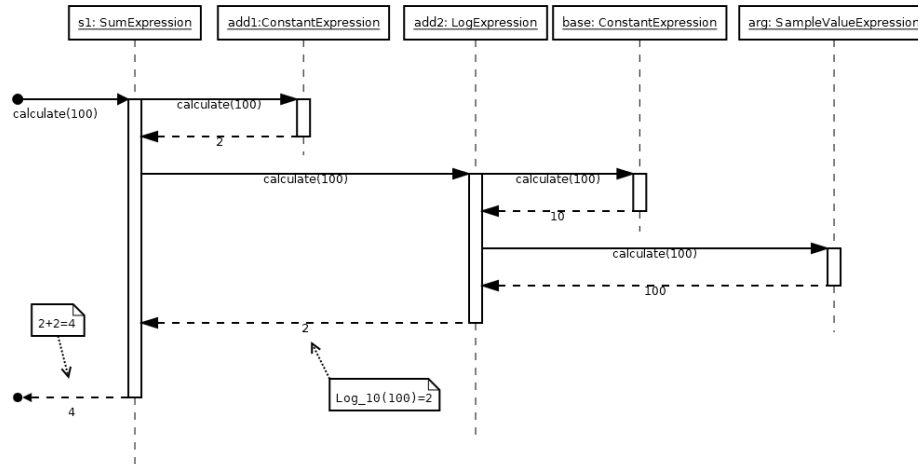 s1: SumExpression
add1:ConstantExpression
add2: LogExpression
base: ConstantExpression
arg: SampleValueExpression
calculate(100)
calculate(100)
2
calculate(100)
calculate(100)
10
calculate(100)
100
2+2=4
2
Log_10(100)=2
4